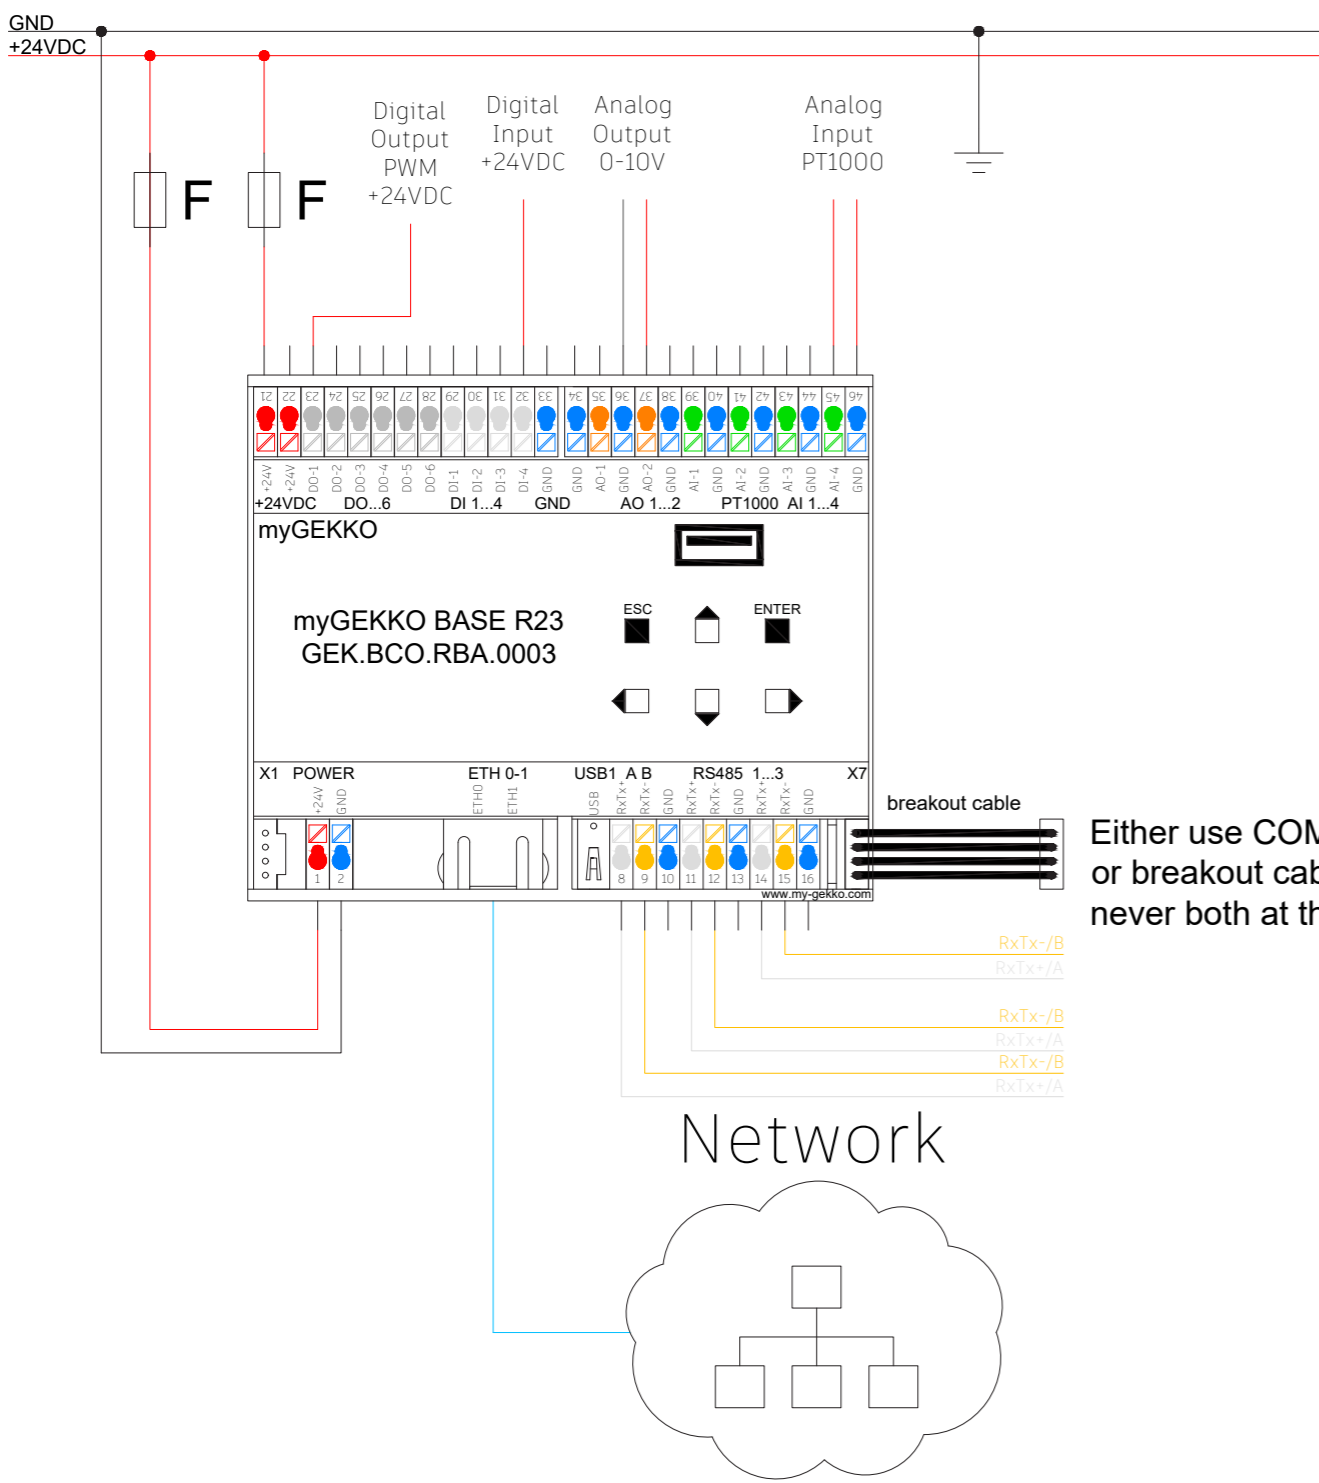 GND
+24VDC
Digital
Output
PWM
+24VDC
Digital
Input
+24VDC
Analog
Output
0-10V
Analog
Input
PT1000
F F
21 22 23 24 25 26 27 28 29 30 31 32 33 34 35 36 37 38 39 40 41 42 43 44 45 46
+24V +24V DO-1 DO-2 DO-3 DO-4 DO-5 DO-6 DI-1 DI-2 DI-3 DI-4 GND GND AO-1 GND AO-2 GND AI-1 GND AI-2 GND AI-3 GND AI-4 GND
+24VDC DO...6 DI 1...4 GND AO 1...2 PT1000 AI 1...4
myGEKKO
myGEKKO BASE R23
GEK.BCO.RBA.0003
ESC ENTER
X1 POWER ETH 0-1 USB1 A B RS485 1...3 X7
+24V GND ETH0 ETH1 USB RxTx+ RxTx- GND RxTx+ RxTx- GND RxTx+ RxTx- GND
1 2 8 9 10 11 12 13 14 15 16
www.my-gekko.com
breakout cable
Either use
or breakout
never both at
RxTx-/B
RxTx+/A
RxTx-/B
RxTx+/A
RxTx-/B
RxTx+/A
Network